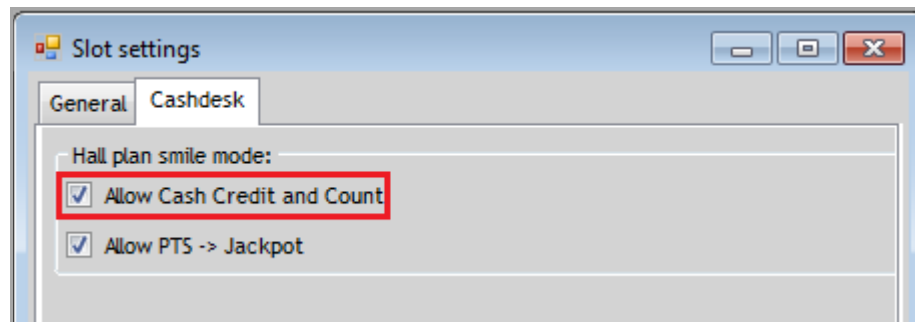 Slot settings
General Cashdesk
Hall plan smile mode:
Allow Cash Credit and Count
Allow PTS -> Jackpot